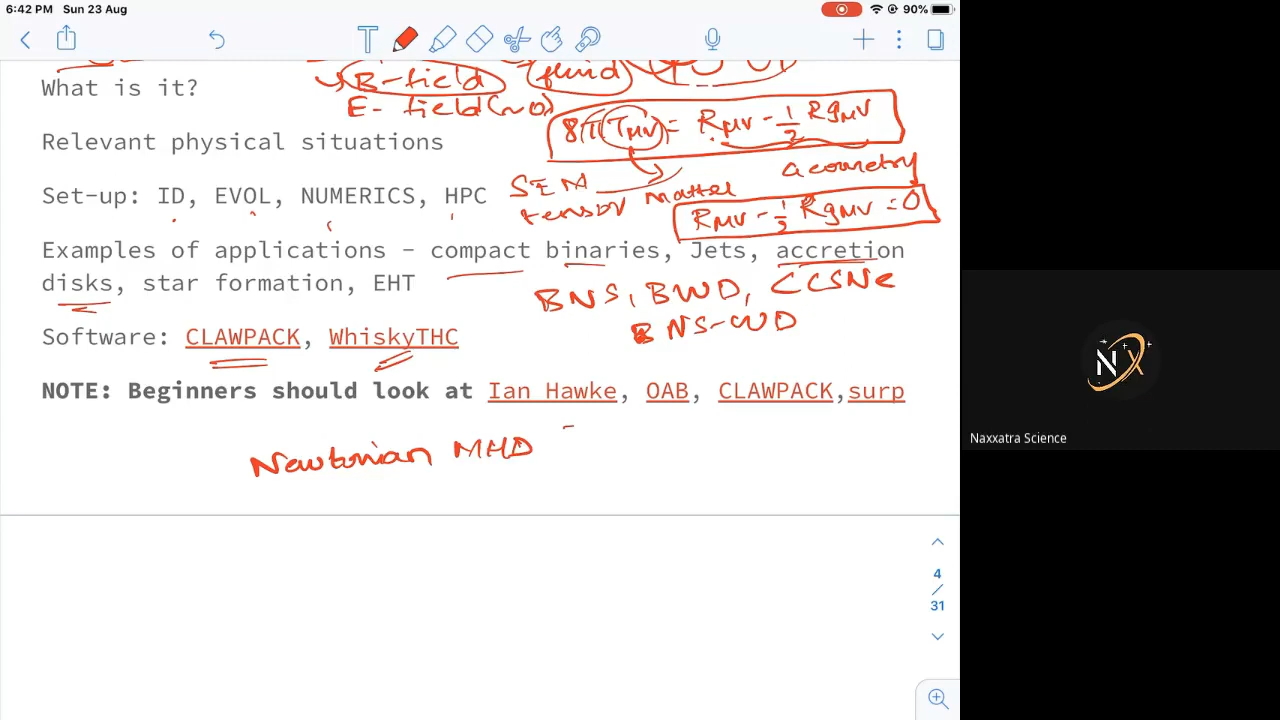 6:42 PM Sun 23 Aug
90%
B-field
fluid
What is it?
E-field(~0)
8π(Tμν) = Rμν - 1/2 Rgμν
Relevant physical situations
Geometry
SEM
tensor
Matter
Set-up: ID, EVOL, NUMERICS, HPC
Rμν - 1/2 Rgμν = 0
Examples of applications - compact binaries, Jets, accretion
disks, star formation, EHT
BNS, BWD, CCSNe
NS-WD
Software: CLAWPACK, WhiskyTHC
NOTE: Beginners should look at Ian Hawke, OAB, CLAWPACK,surp
Newtonian MHD
4
/
31
NX
Naxxatra Science